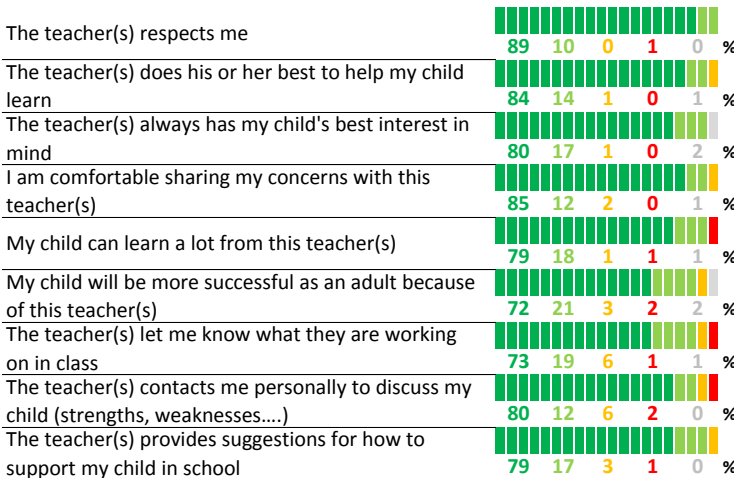 The teacher(s) respects me
89 10 0 1 0 %
The teacher(s) does his or her best to help my child
learn
84 14 1 0 1 %
The teacher(s) always has my child's best interest in
mind
80 17 1 0 2 %
I am comfortable sharing my concerns with this
teacher(s)
85 12 2 0 1 %
My child can learn a lot from this teacher(s)
79 18 1 1 1 %
My child will be more successful as an adult because
of this teacher(s)
72 21 3 2 2 %
The teacher(s) let me know what they are working
on in class
73 19 6 1 1 %
The teacher(s) contacts me personally to discuss my
child (strengths, weaknesses....)
80 12 6 2 0 %
The teacher(s) provides suggestions for how to
support my child in school
79 17 3 1 0 %